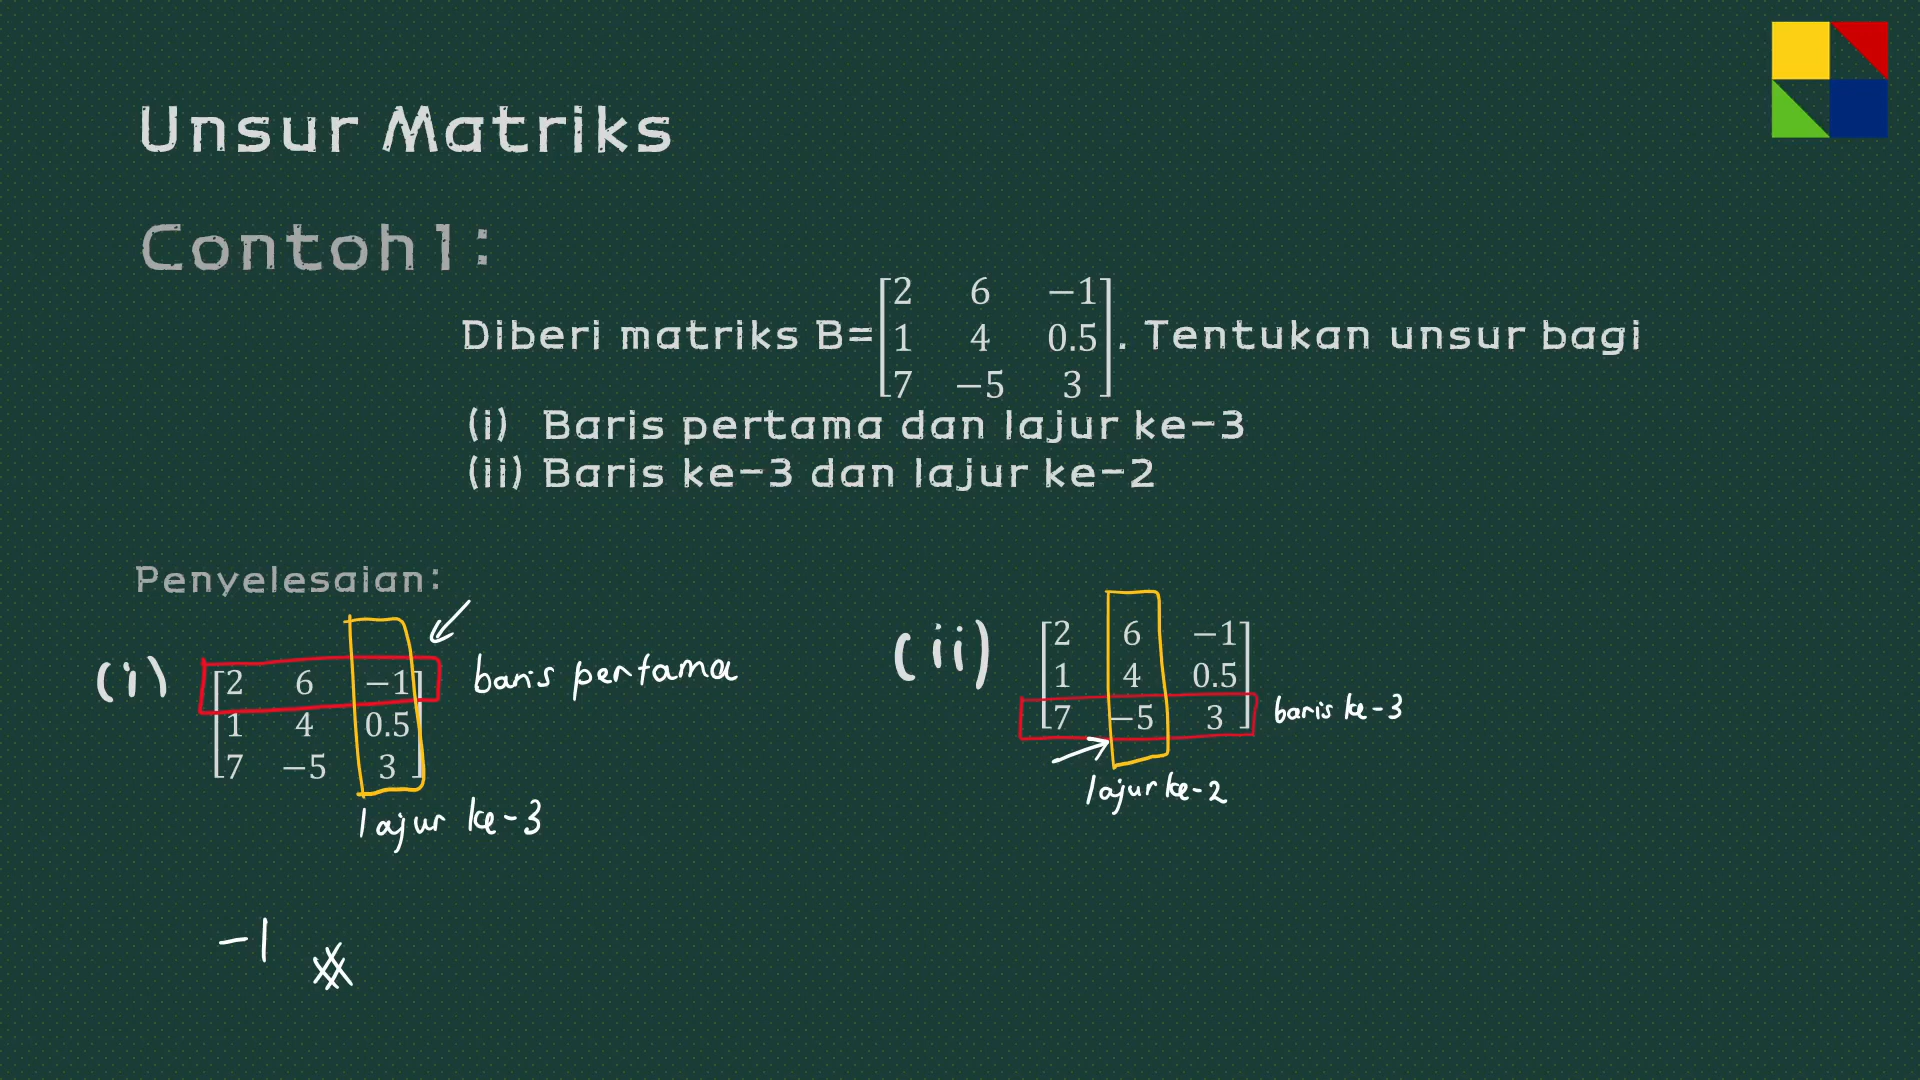 Unsur Matriks
Contoh1:
Diberi matriks B=[2 6 −1
1 4 0.5
7 −5 3]. Tentukan unsur bagi
(i) Baris pertama dan lajur ke-3
(ii) Baris ke-3 dan lajur ke-2
Penyelesaian:
(i)
[2 6 −1
1 4 0.5
7 −5 3]
baris pertama
lajur ke-3
-1
(ii)
[2 6 −1
1 4 0.5
7 −5 3]
baris ke-3
lajur ke-2